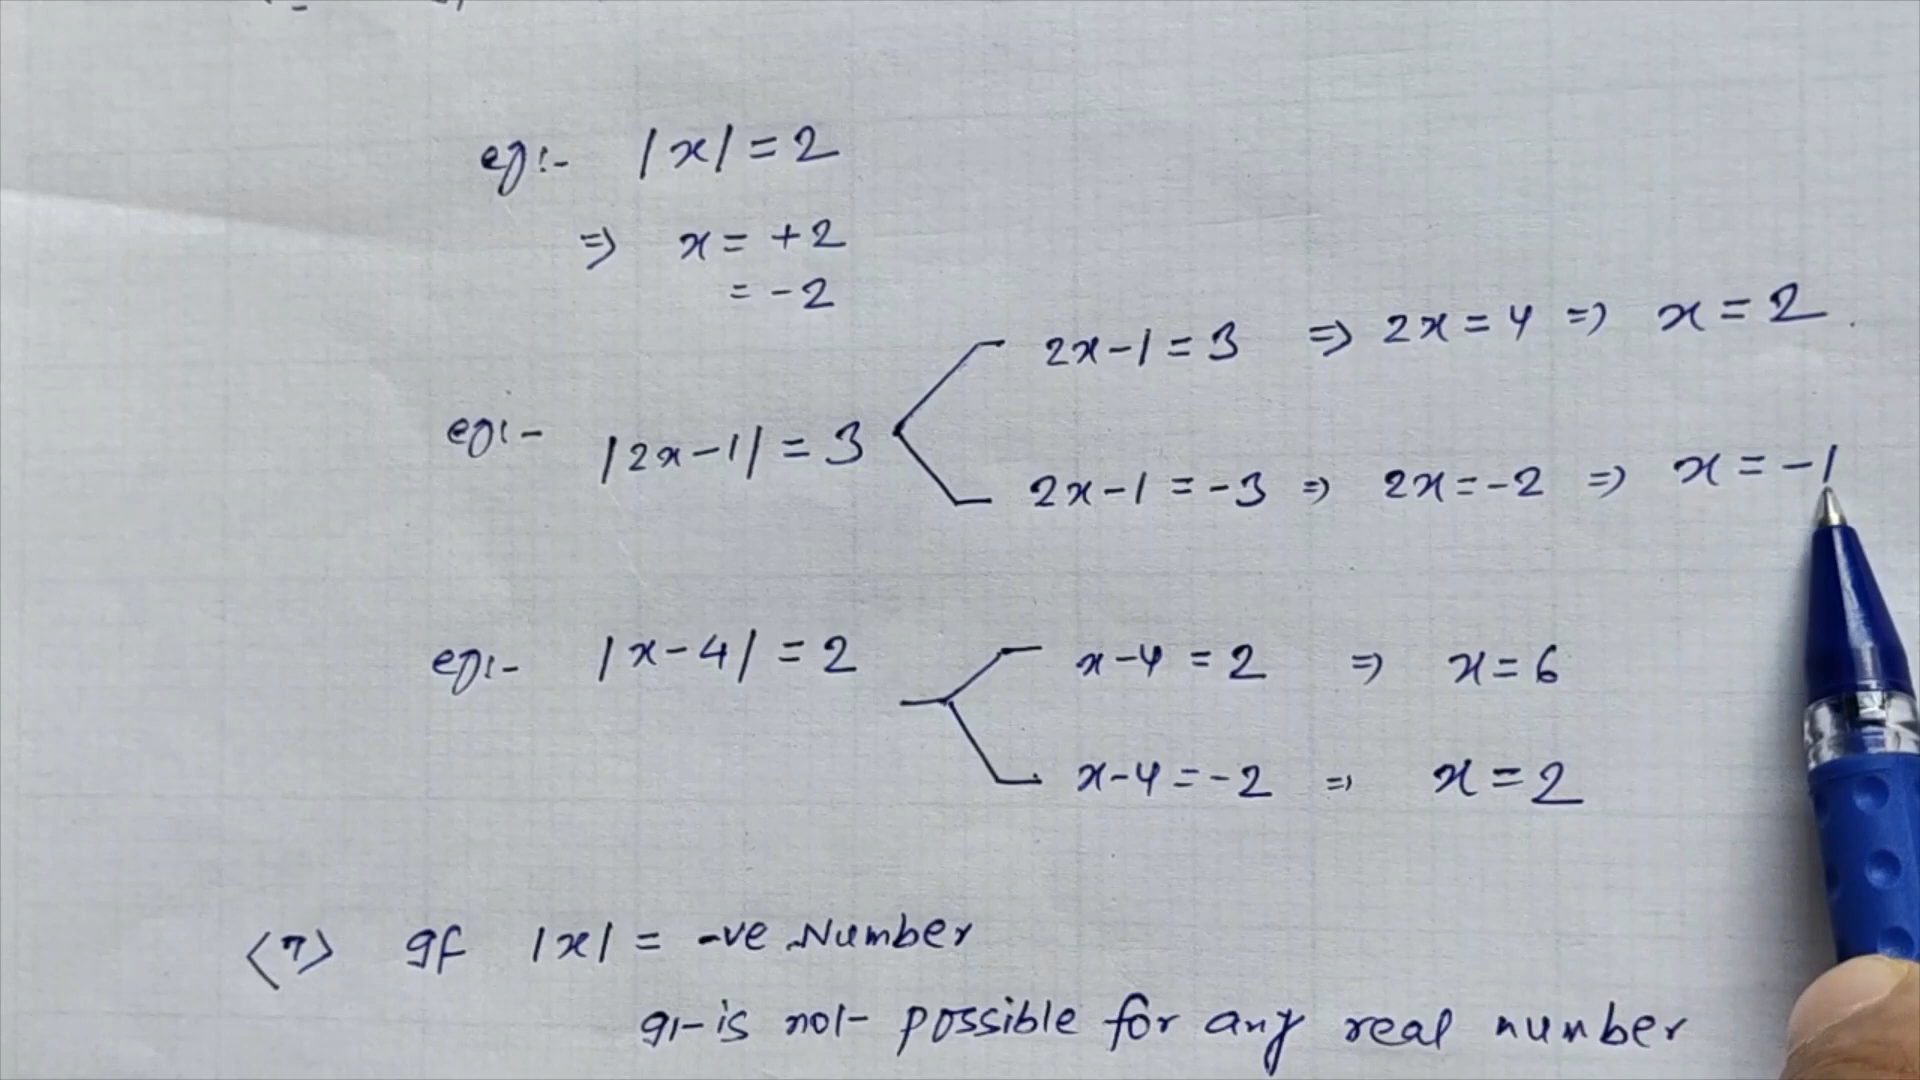 eg:- |x| = 2
=> x = +2
= -2
eg:- |2x-1| = 3
2x-1 = 3 => 2x = 4 => x = 2
2x-1 = -3 => 2x = -2 => x = -1
eg:- |x-4| = 2
x-4 = 2 => x = 6
x-4 = -2 => x = 2
<7> If |x| = -ve Number
It is not possible for any real number